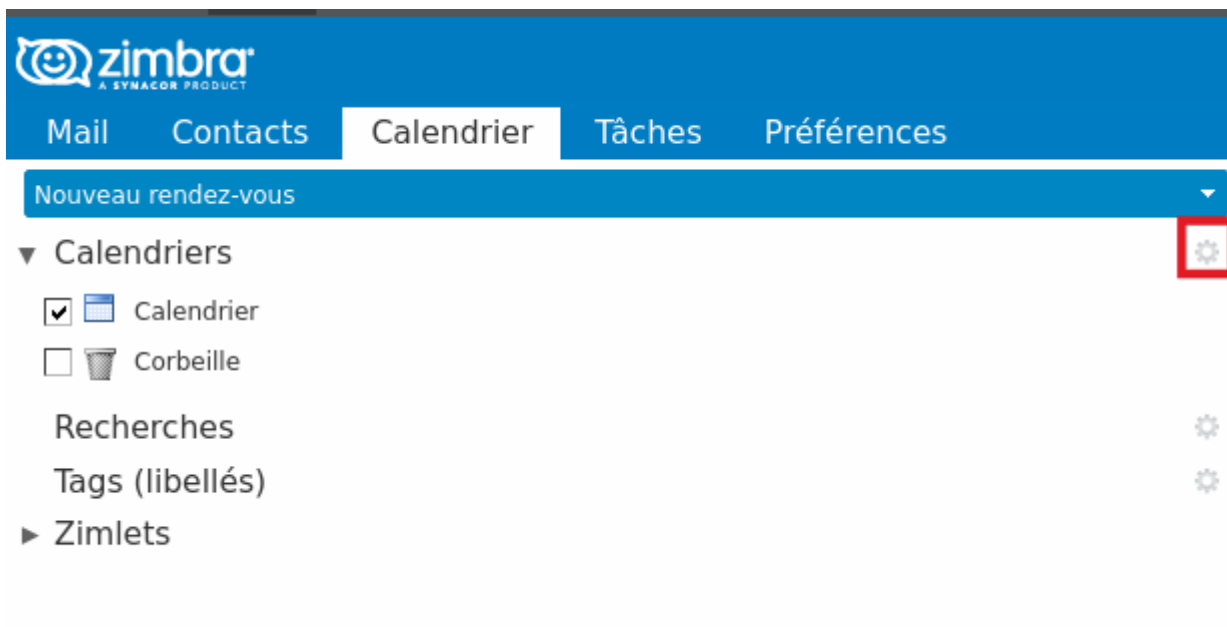 zimbra
A SYNACOR PRODUCT
Mail Contacts Calendrier Tâches Préférences
Nouveau rendez-vous
Calendriers
Calendrier
Corbeille
Recherches
Tags (libellés)
Zimlets